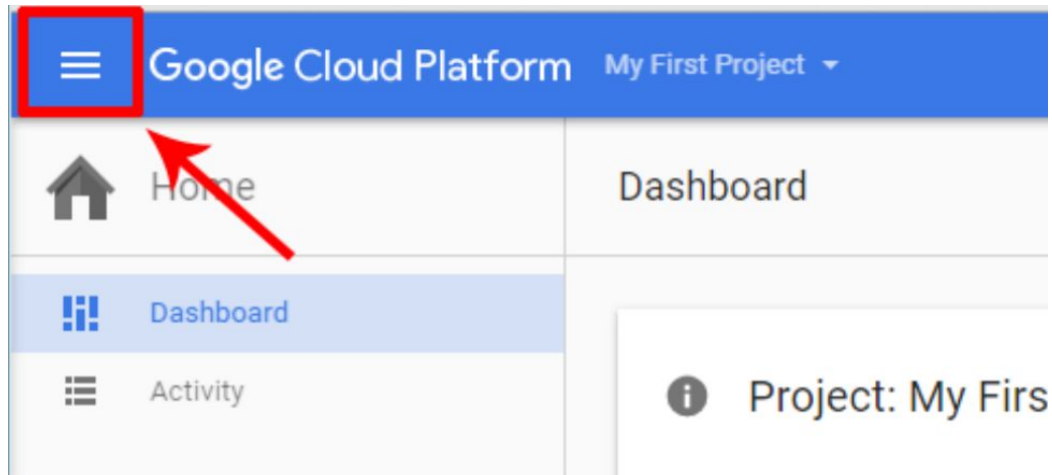 Google Cloud Platform My First Project
Home
Dashboard
Dashboard
Activity
Project: My Firs